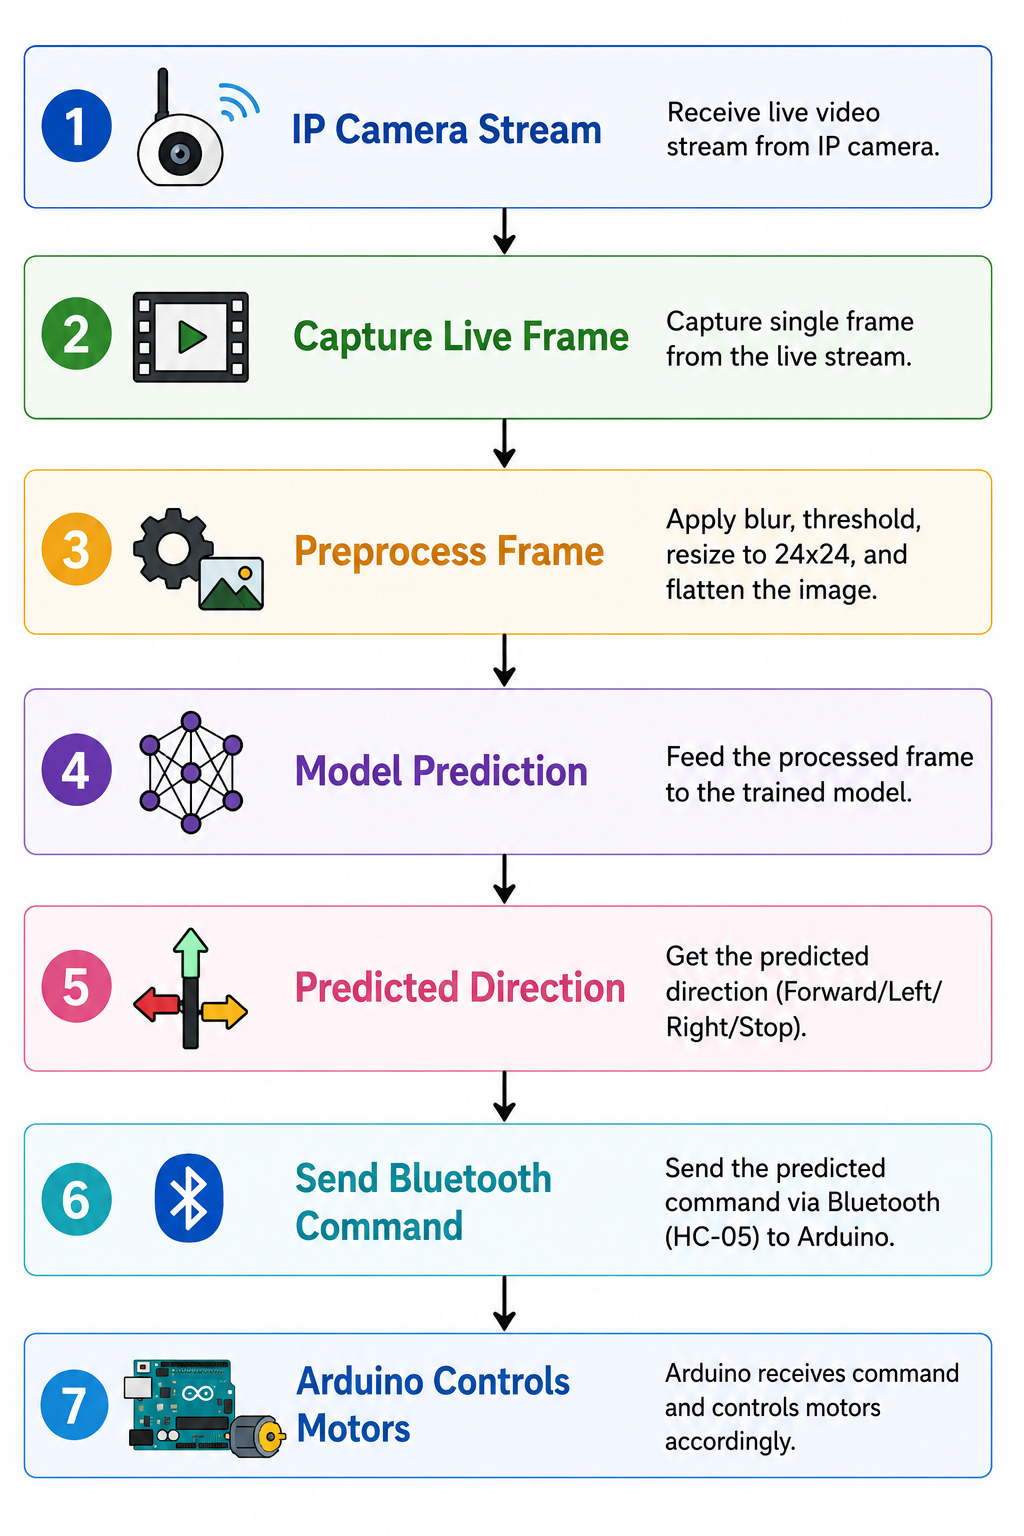 1
IP Camera Stream
Receive live video
stream from IP camera.
2
Capture Live Frame
Capture single frame
from the live stream.
3
Preprocess Frame
Apply blur, threshold,
resize to 24x24, and
flatten the image.
4
Model Prediction
Feed the processed frame
to the trained model.
5
Predicted Direction
Get the predicted
direction (Forward/Left/
Right/Stop).
6
Send Bluetooth
Command
Send the predicted
command via Bluetooth
(HC-05) to Arduino.
7
Arduino Controls
Motors
Arduino receives command
and controls motors
accordingly.